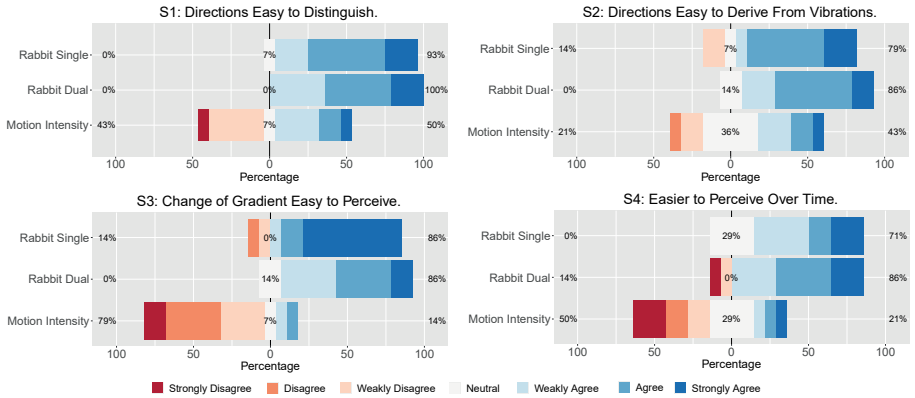 S1: Directions Easy to Distinguish.
Rabbit Single 0% 7% 93%
Rabbit Dual 0% 0% 100%
Motion Intensity 43% 7% 50%
100 50 0 50 100
Percentage
S2: Directions Easy to Derive From Vibrations.
Rabbit Single 14% 7% 79%
Rabbit Dual 0% 14% 86%
Motion Intensity 21% 36% 43%
100 50 0 50 100
Percentage
S3: Change of Gradient Easy to Perceive.
Rabbit Single 14% 0% 86%
Rabbit Dual 0% 14% 86%
Motion Intensity 79% 7% 14%
100 50 0 50 100
Percentage
S4: Easier to Perceive Over Time.
Rabbit Single 0% 29% 71%
Rabbit Dual 14% 0% 86%
Motion Intensity 50% 29% 21%
100 50 0 50 100
Percentage
Strongly Disagree Disagree Weakly Disagree Neutral Weakly Agree Agree Strongly Agree